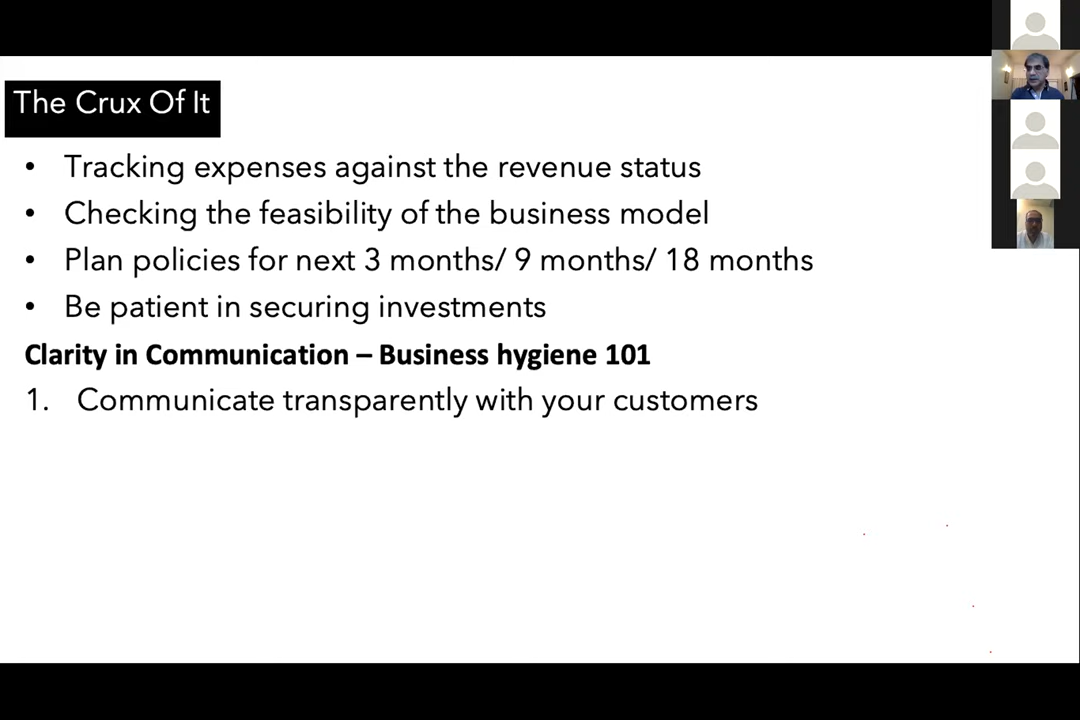 The Crux Of It
• Tracking expenses against the revenue status
• Checking the feasibility of the business model
• Plan policies for next 3 months/ 9 months/ 18 months
• Be patient in securing investments
Clarity in Communication – Business hygiene 101
1. Communicate transparently with your customers